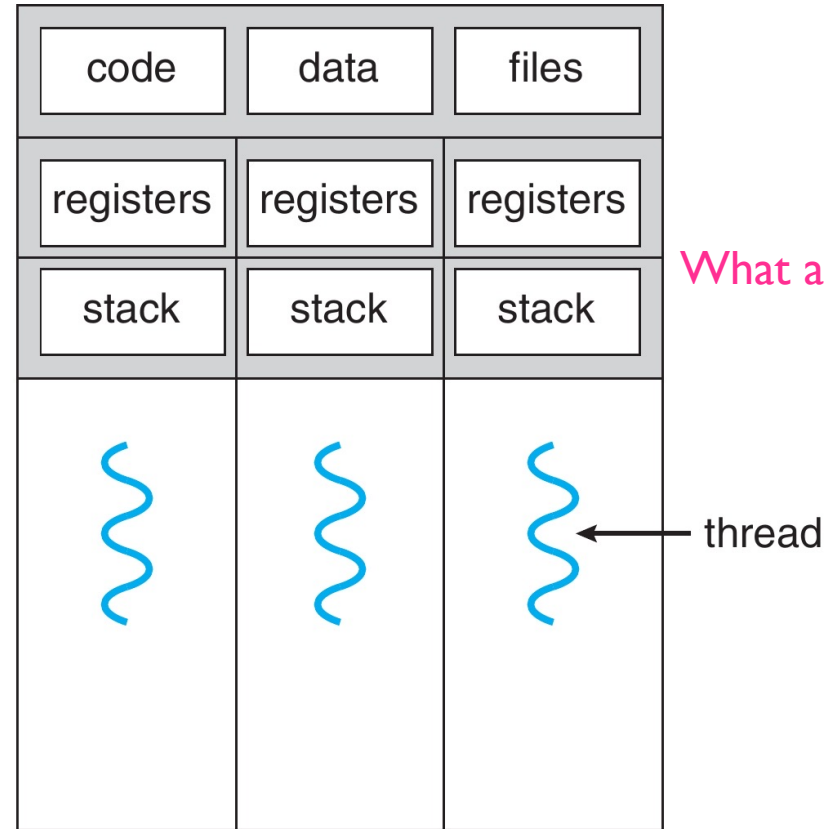 code data files
registers registers registers
What a
stack stack stack
thread